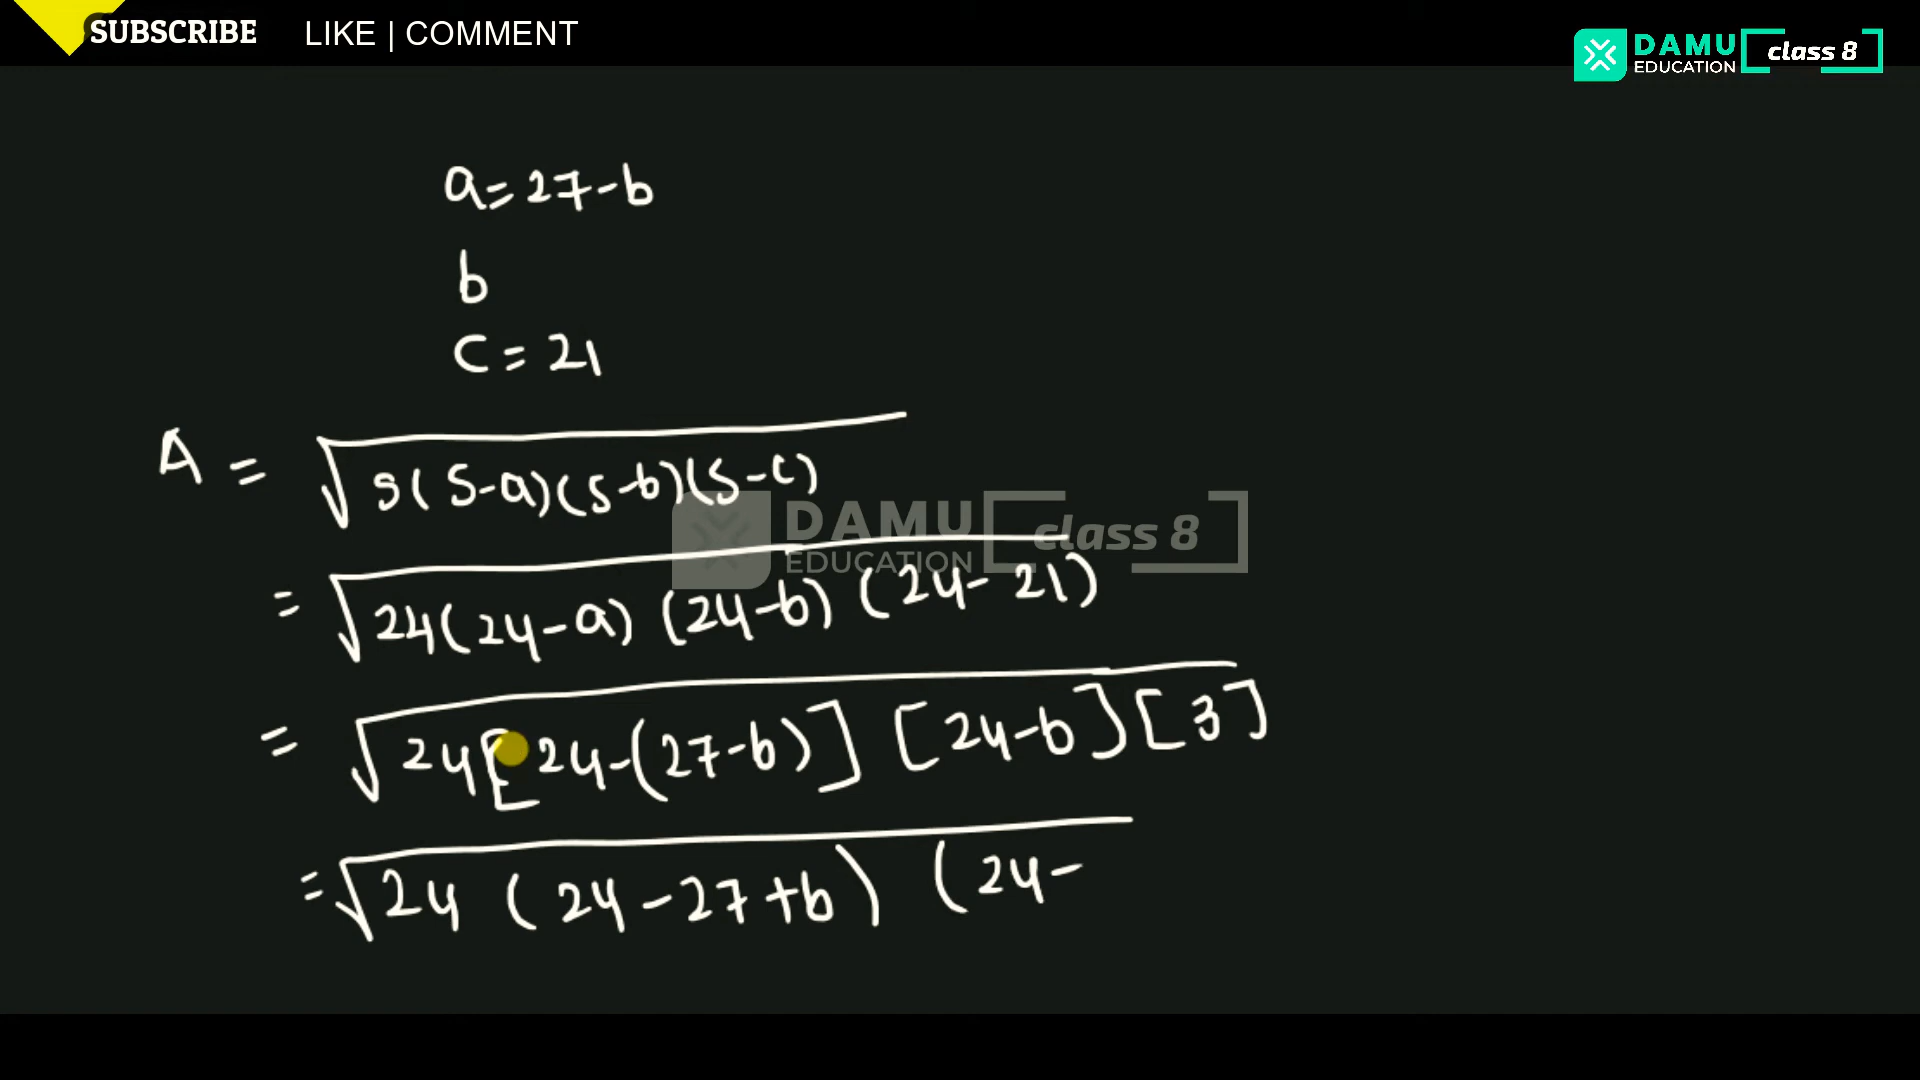 SUBSCRIBE LIKE | COMMENT
DAMU EDUCATION class 8
a = 27 - b
b
c = 21
A = √s(s-a)(s-b)(s-c)
DAMU EDUCATION class 8
= √24(24-a) (24-b) (24-21)
= √24[24-(27-b)] [24-b][3]
= √24 (24-27+b) (24-